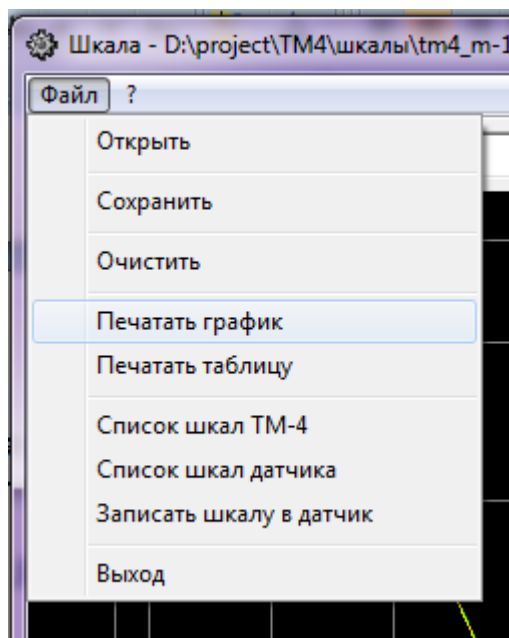 Шкала - D:\project\TM4\шкалы\tm4_m-1
Файл ?
Открыть
Сохранить
Очистить
Печатать график
Печатать таблицу
Список шкал ТМ-4
Список шкал датчика
Записать шкалу в датчик
Выход